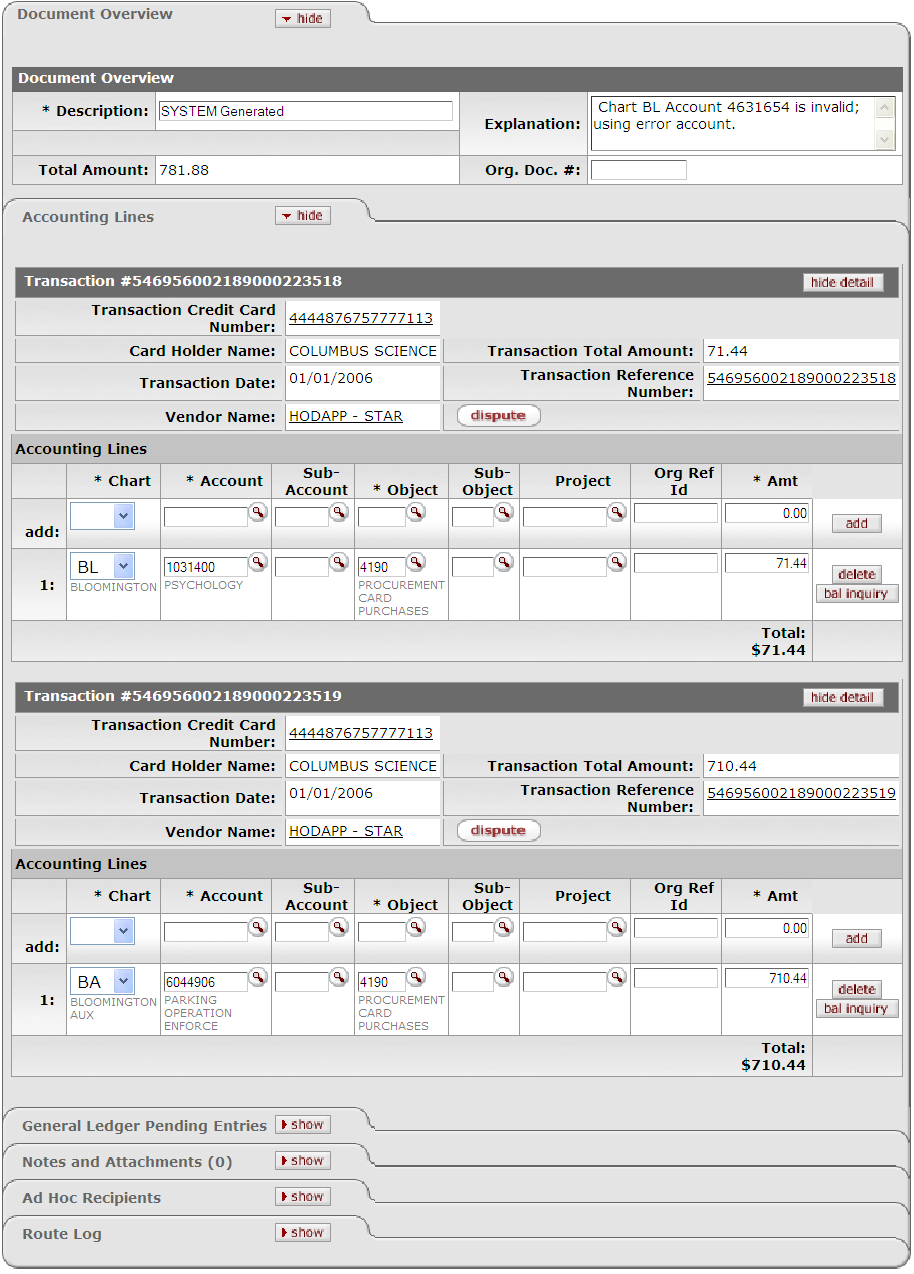 Document Overview hide
Document Overview
* Description: SYSTEM Generated
Explanation: Chart BL Account 4631654 is invalid;
using error account.
Total Amount: 781.88 Org. Doc. #:
Accounting Lines hide
Transaction #546956002189000223518 hide detail
Transaction Credit Card
Number: 4444876757777113
Card Holder Name: COLUMBUS SCIENCE Transaction Total Amount: 71.44
Transaction Date: 01/01/2006 Transaction Reference
Number: 546956002189000223518
Vendor Name: HODAPP - STAR dispute
Accounting Lines
* Chart * Account Sub-
Account * Object Sub-
Object Project Org Ref
Id * Amt
add: 0.00 add
1: BL 1031400 4190 71.44 delete
BLOOMINGTON PSYCHOLOGY PROCUREMENT
CARD
PURCHASES bal inquiry
Total:
$71.44
Transaction #546956002189000223519 hide detail
Transaction Credit Card
Number: 4444876757777113
Card Holder Name: COLUMBUS SCIENCE Transaction Total Amount: 710.44
Transaction Date: 01/01/2006 Transaction Reference
Number: 546956002189000223519
Vendor Name: HODAPP - STAR dispute
Accounting Lines
* Chart * Account Sub-
Account * Object Sub-
Object Project Org Ref
Id * Amt
add: 0.00 add
1: BA 6044906 4190 710.44 delete
BLOOMINGTON
AUX PARKING
OPERATION
ENFORCE PROCUREMENT
CARD
PURCHASES bal inquiry
Total:
$710.44
General Ledger Pending Entries show
Notes and Attachments (0) show
Ad Hoc Recipients show
Route Log show